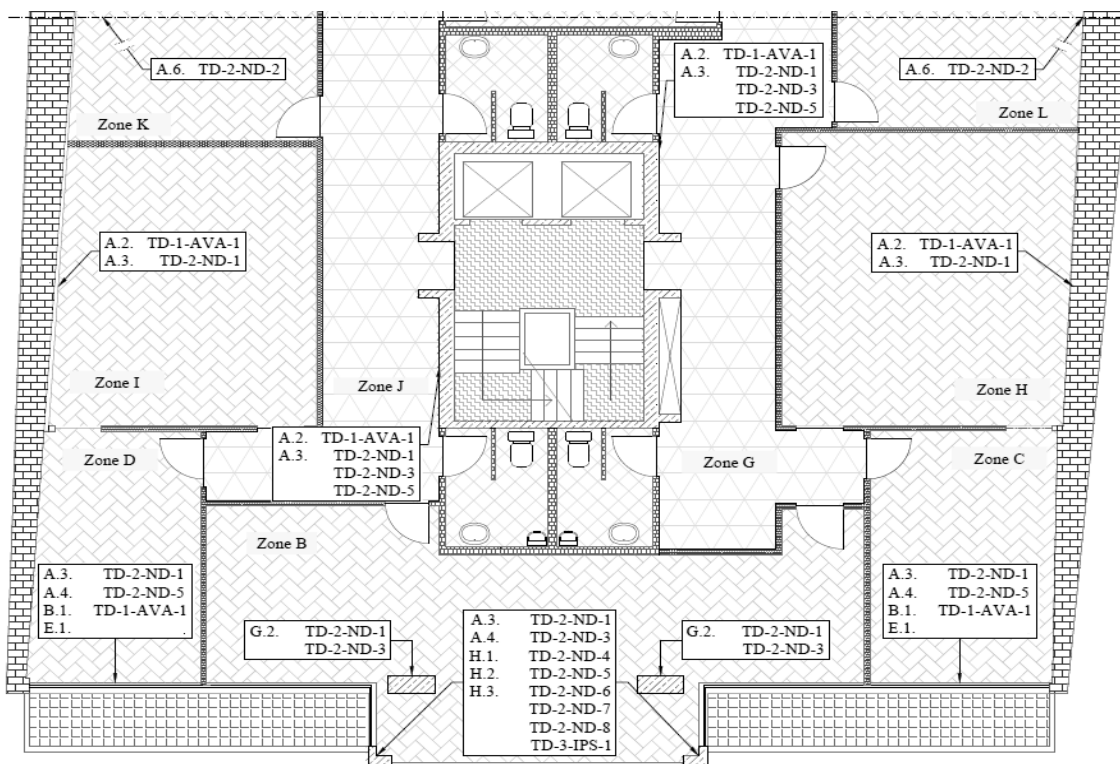 A.6. TD-2-ND-2
A.2. TD-1-AVA-1
A.3. TD-2-ND-1
TD-2-ND-3
TD-2-ND-5
A.6. TD-2-ND-2
Zone K
Zone L
A.2. TD-1-AVA-1
A.3. TD-2-ND-1
A.2. TD-1-AVA-1
A.3. TD-2-ND-1
Zone I
Zone J
Zone H
A.2. TD-1-AVA-1
A.3. TD-2-ND-1
TD-2-ND-3
TD-2-ND-5
Zone D
Zone G
Zone C
Zone B
A.3. TD-2-ND-1
A.4. TD-2-ND-5
B.1. TD-1-AVA-1
E.1. .
G.2. TD-2-ND-1
TD-2-ND-3
A.3. TD-2-ND-1
A.4. TD-2-ND-3
H.1. TD-2-ND-4
H.2. TD-2-ND-5
H.3. TD-2-ND-6
TD-2-ND-7
TD-2-ND-8
TD-3-IPS-1
G.2. TD-2-ND-1
TD-2-ND-3
A.3. TD-2-ND-1
A.4. TD-2-ND-5
B.1. TD-1-AVA-1
E.1. .